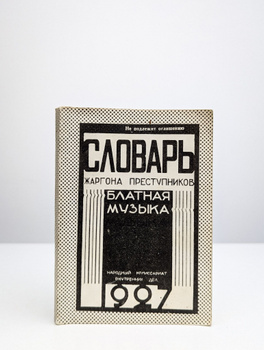 Не подлежит оглашению
СЛОВАРЬ
ЖАРГОНА ПРЕСТУПНИКОВ
БЛАТНАЯ
МУЗЫКА
НАРОДНЫЙ КОМИССАРИАТ
ВНУТРЕННИХ ДЕЛ
1927